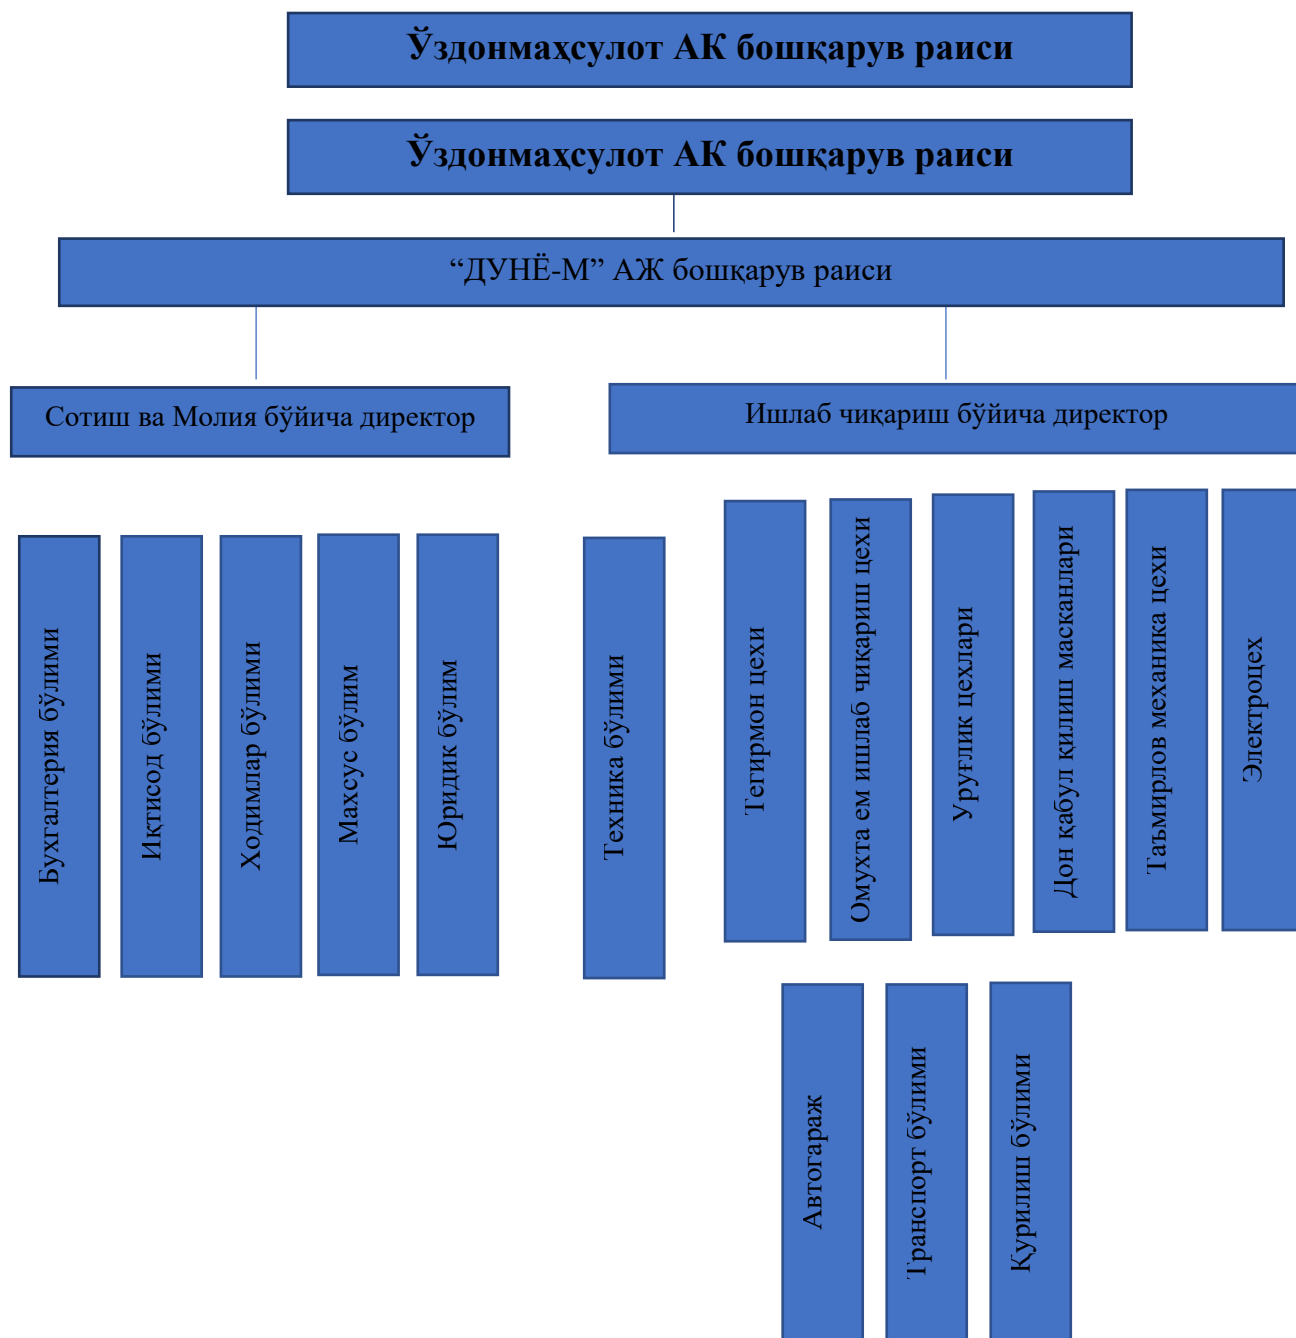 Ўздонмаҳсулот АК бошқарув раиси
Ўздонмаҳсулот АК бошқарув раиси
“ДУНЁ-М” АЖ бошқарув раиси
Сотиш ва Молия бўйича директор
Ишлаб чиқариш бўйича директор
Бухгалтерия бўлими
Иқтисод бўлими
Ходимлар бўлими
Махсус бўлим
Юридик бўлим
Техника бўлими
Тегирмон цехи
Омухта ем ишлаб чиқариш цехи
Уруғлик цехлари
Дон қабул қилиш масканлари
Таъмирлов механика цехи
Электроцех
Автогараж
Транспорт бўлими
Қурилиш бўлими